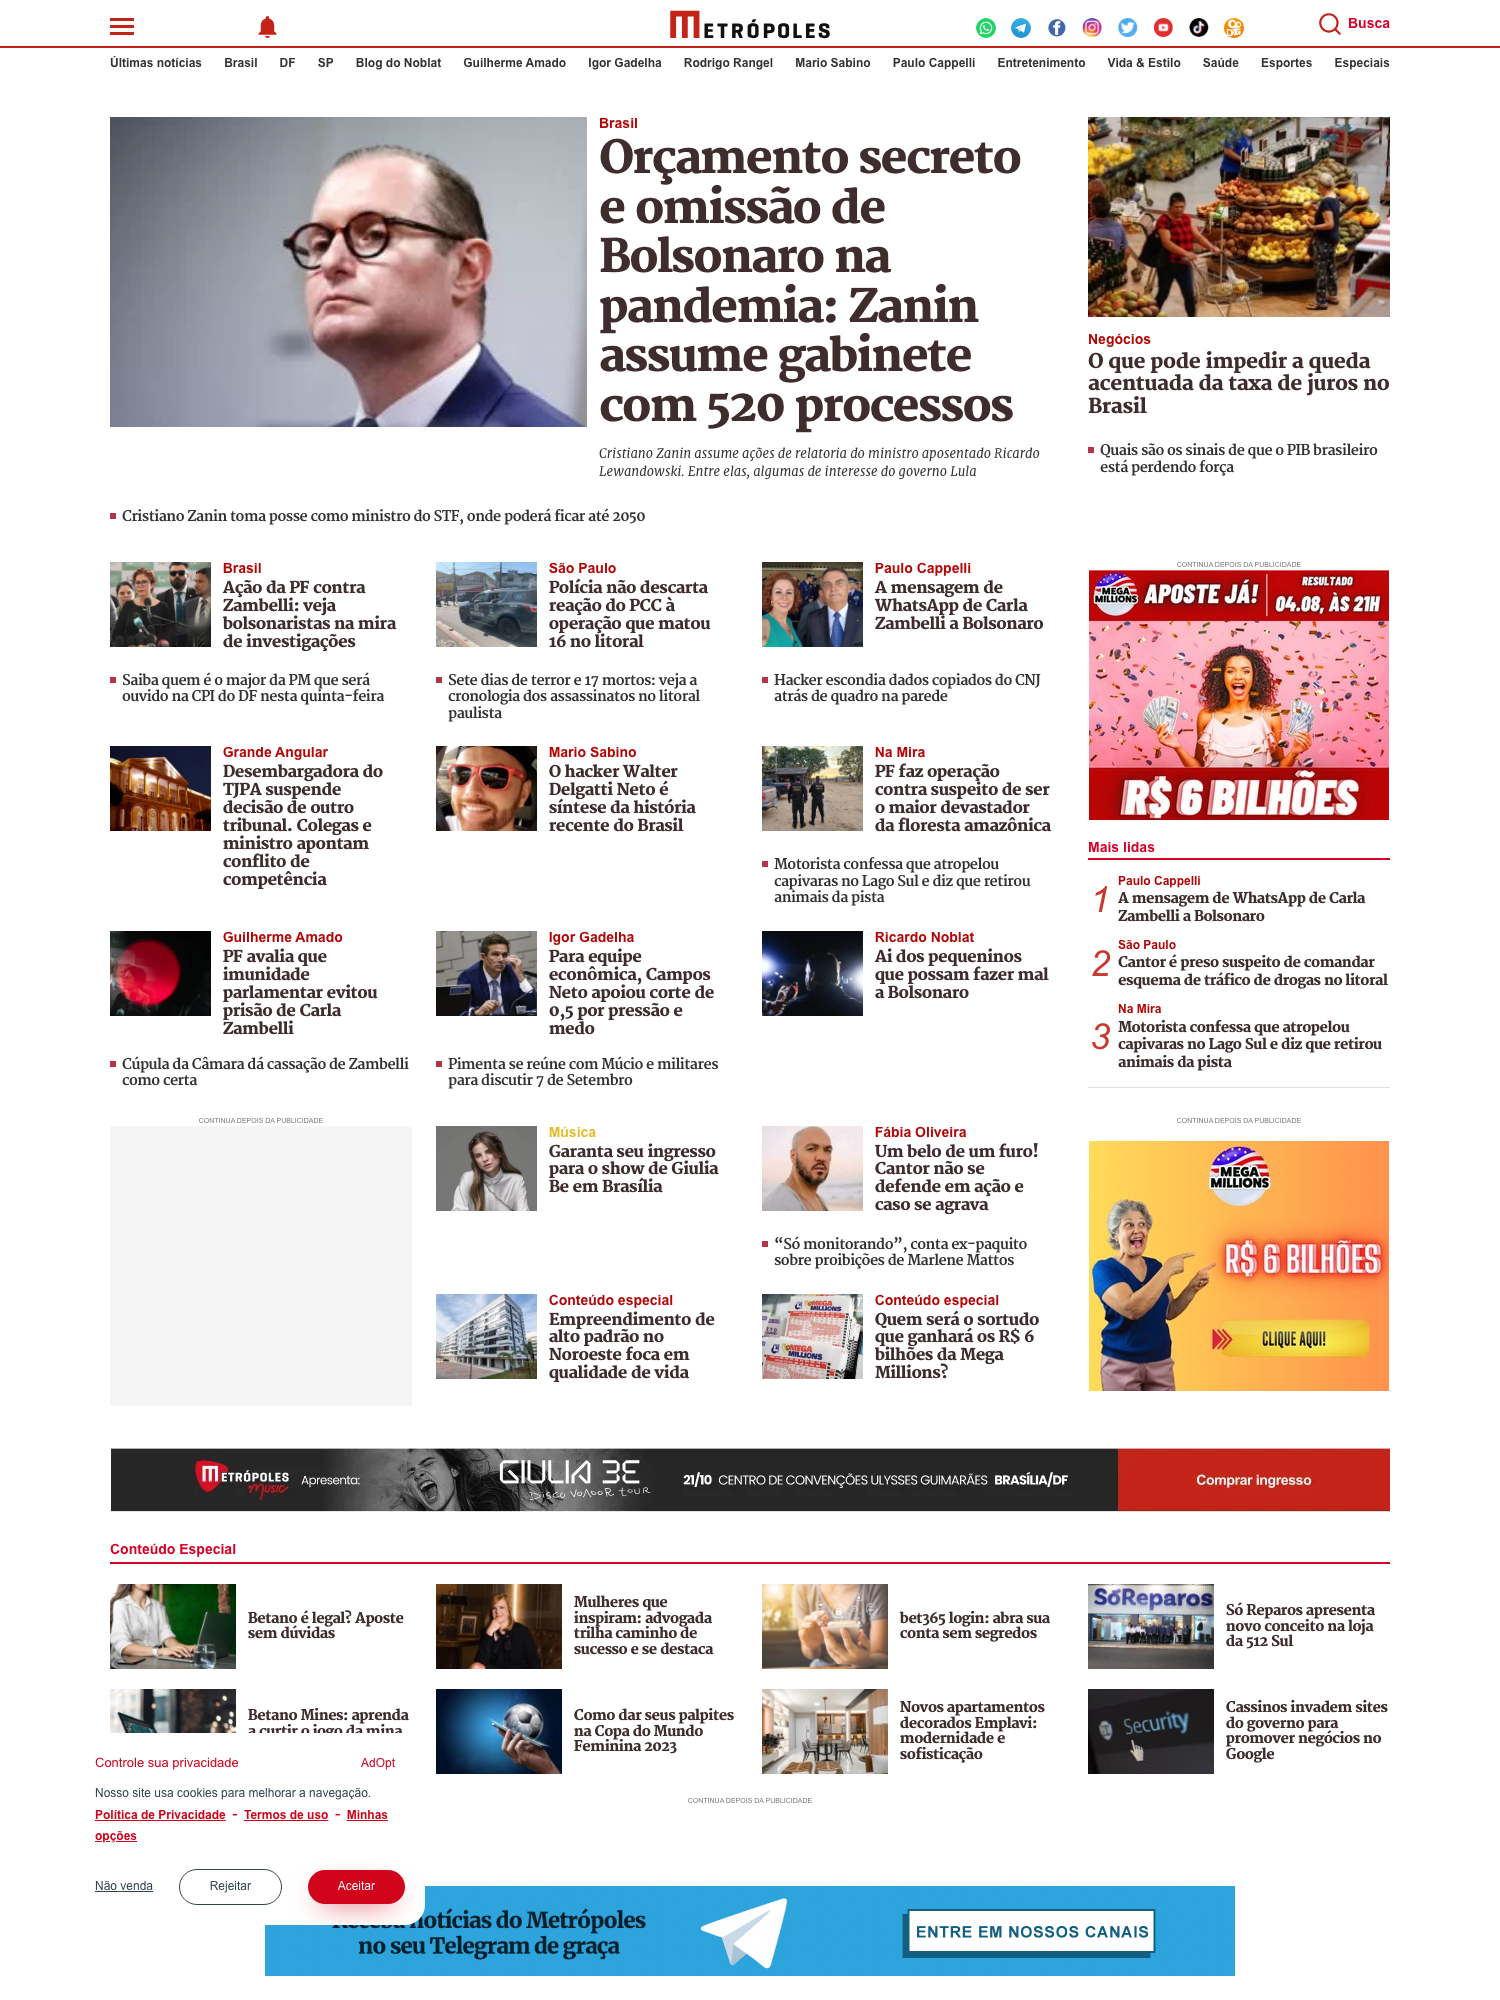 METRÓPOLES
Busca
Últimas notícias Brasil DF SP Blog do Noblat Guilherme Amado Igor Gadelha Rodrigo Rangel Mario Sabino Paulo Cappelli Entretenimento Vida & Estilo Saúde Esportes Especiais
Brasil
Orçamento secreto
e omissão de
Bolsonaro na
pandemia: Zanin
assume gabinete
com 520 processos
Cristiano Zanin assume ações de relatoria do ministro aposentado Ricardo
Lewandowski. Entre elas, algumas de interesse do governo Lula
Cristiano Zanin toma posse como ministro do STF, onde poderá ficar até 2050
Negócios
O que pode impedir a queda
acentuada da taxa de juros no
Brasil
Quais são os sinais de que o PIB brasileiro
está perdendo força
Brasil
Ação da PF contra
Zambelli: veja
bolsonaristas na mira
de investigações
Saiba quem é o major da PM que será
ouvido na CPI do DF nesta quinta-feira
São Paulo
Polícia não descarta
reação do PCC à
operação que matou
16 no litoral
Sete dias de terror e 17 mortos: veja a
cronologia dos assassinatos no litoral
paulista
Paulo Cappelli
A mensagem de
WhatsApp de Carla
Zambelli a Bolsonaro
Hacker escondia dados copiados do CNJ
atrás de quadro na parede
CONTINUA DEPOIS DA PUBLICIDADE
MEGA
MILLIONS
APOSTE JÁ!
RESULTADO
04.08, ÀS 21H
R$ 6 BILHÕES
Grande Angular
Desembargadora do
TJPA suspende
decisão de outro
tribunal. Colegas e
ministro apontam
conflito de
competência
Mario Sabino
O hacker Walter
Delgatti Neto é
síntese da história
recente do Brasil
Na Mira
PF faz operação
contra suspeito de ser
o maior devastador
da floresta amazônica
Motorista confessa que atropelou
capivaras no Lago Sul e diz que retirou
animais da pista
Mais lidas
1
Paulo Cappelli
A mensagem de WhatsApp de Carla
Zambelli a Bolsonaro
2
São Paulo
Cantor é preso suspeito de comandar
esquema de tráfico de drogas no litoral
3
Na Mira
Motorista confessa que atropelou
capivaras no Lago Sul e diz que retirou
animais da pista
Guilherme Amado
PF avalia que
imunidade
parlamentar evitou
prisão de Carla
Zambelli
Cúpula da Câmara dá cassação de Zambelli
como certa
Igor Gadelha
Para equipe
econômica, Campos
Neto apoiou corte de
0,5 por pressão e
medo
Pimenta se reúne com Múcio e militares
para discutir 7 de Setembro
Ricardo Noblat
Ai dos pequeninos
que possam fazer mal
a Bolsonaro
CONTINUA DEPOIS DA PUBLICIDADE
Música
Garanta seu ingresso
para o show de Giulia
Be em Brasília
Fábia Oliveira
Um belo de um furo!
Cantor não se
defende em ação e
caso se agrava
“Só monitorando”, conta ex-paquito
sobre proibições de Marlene Mattos
CONTINUA DEPOIS DA PUBLICIDADE
MEGA
MILLIONS
R$ 6 BILHÕES
CLIQUE AQUI!
Conteúdo especial
Empreendimento de
alto padrão no
Noroeste foca em
qualidade de vida
MEGA
MILLIONS
Conteúdo especial
Quem será o sortudo
que ganhará os R$ 6
bilhões da Mega
Millions?
METRÓPOLES
MUSIC
Apresenta:
GIULIA BE
DISCO VOADOR TOUR
21/10 CENTRO DE CONVENÇÕES ULYSSES GUIMARÃES BRASÍLIA/DF
Comprar ingresso
Conteúdo Especial
Betano é legal? Aposte
sem dúvidas
Mulheres que
inspiram: advogada
trilha caminho de
sucesso e se destaca
bet365 login: abra sua
conta sem segredos
SóReparos
Só Reparos apresenta
novo conceito na loja
da 512 Sul
Betano Mines: aprenda
a curtir o jogo da mina
Como dar seus palpites
na Copa do Mundo
Feminina 2023
Novos apartamentos
decorados Emplavi:
modernidade e
sofisticação
Security
Cassinos invadem sites
do governo para
promover negócios no
Google
CONTINUA DEPOIS DA PUBLICIDADE
Controle sua privacidade AdOpt
Nosso site usa cookies para melhorar a navegação.
Política de Privacidade - Termos de uso - Minhas
opções
Não venda Rejeitar Aceitar
Receba notícias do Metrópoles
no seu Telegram de graça
ENTRE EM NOSSOS CANAIS